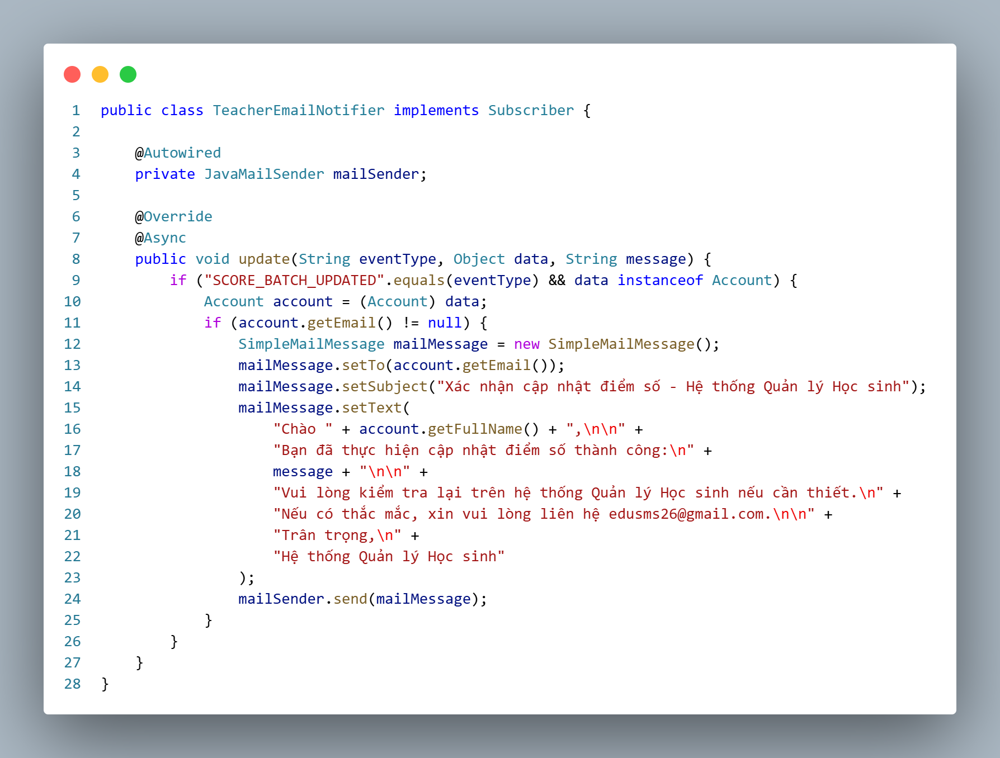 1 public class TeacherEmailNotifier implements Subscriber {
2
3     @Autowired
4     private JavaMailSender mailSender;
5
6     @Override
7     @Async
8     public void update(String eventType, Object data, String message) {
9         if ("SCORE_BATCH_UPDATED".equals(eventType) && data instanceof Account) {
10             Account account = (Account) data;
11             if (account.getEmail() != null) {
12                 SimpleMailMessage mailMessage = new SimpleMailMessage();
13                 mailMessage.setTo(account.getEmail());
14                 mailMessage.setSubject("Xác nhận cập nhật điểm số - Hệ thống Quản lý Học sinh");
15                 mailMessage.setText(
16                     "Chào " + account.getFullName() + ",\n\n" +
17                     "Bạn đã thực hiện cập nhật điểm số thành công:\n" +
18                     message + "\n\n" +
19                     "Vui lòng kiểm tra lại trên hệ thống Quản lý Học sinh nếu cần thiết.\n" +
20                     "Nếu có thắc mắc, xin vui lòng liên hệ edusms26@gmail.com.\n\n" +
21                     "Trân trọng,\n" +
22                     "Hệ thống Quản lý Học sinh"
23                 );
24                 mailSender.send(mailMessage);
25             }
26         }
27     }
28 }